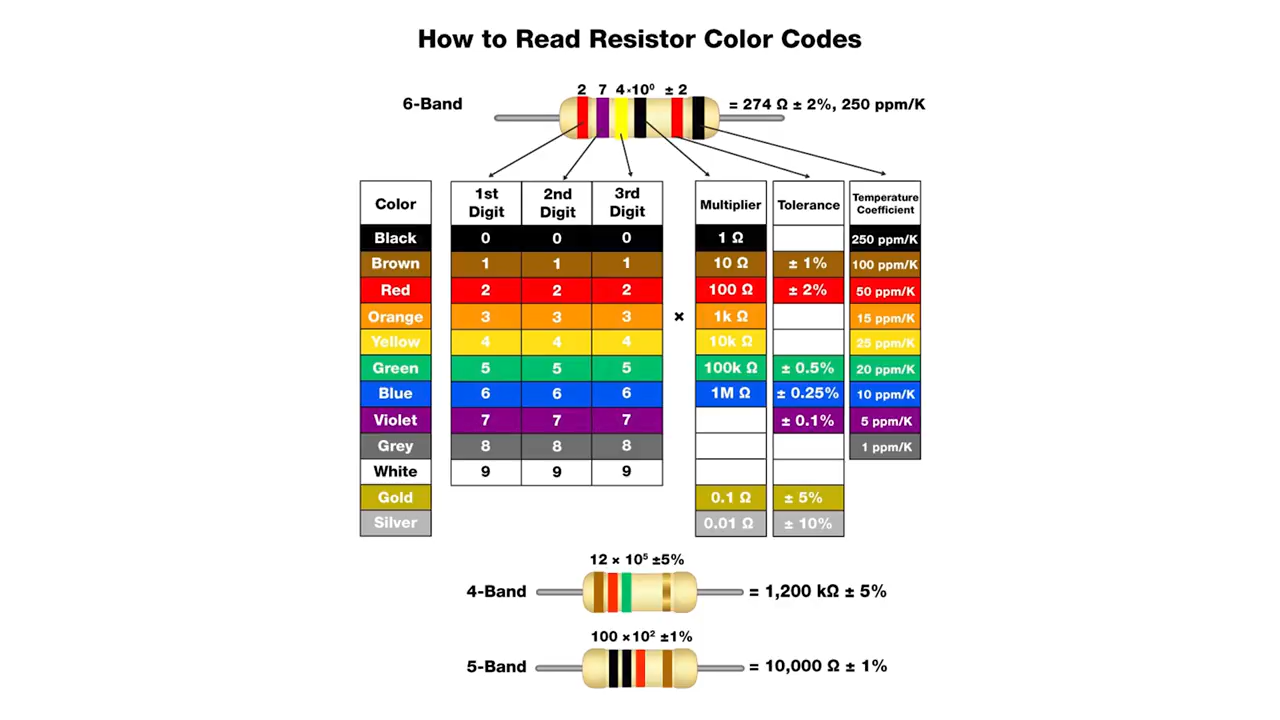 How to Read Resistor Color Codes
2 7 4×10⁰ ± 2
6-Band = 274 Ω ± 2%, 250 ppm/K
Color 1st Digit 2nd Digit 3rd Digit Multiplier Tolerance Temperature Coefficient
Black 0 0 0 1 Ω 250 ppm/K
Brown 1 1 1 10 Ω ± 1% 100 ppm/K
Red 2 2 2 100 Ω ± 2% 50 ppm/K
Orange 3 3 3 × 1k Ω 15 ppm/K
Yellow 4 4 4 10k Ω 25 ppm/K
Green 5 5 5 100k Ω ± 0.5% 20 ppm/K
Blue 6 6 6 1M Ω ± 0.25% 10 ppm/K
Violet 7 7 7 ± 0.1% 5 ppm/K
Grey 8 8 8 1 ppm/K
White 9 9 9
Gold 0.1 Ω ± 5%
Silver 0.01 Ω ± 10%
12 × 10⁵ ±5%
4-Band = 1,200 kΩ ± 5%
100 ×10² ±1%
5-Band = 10,000 Ω ± 1%